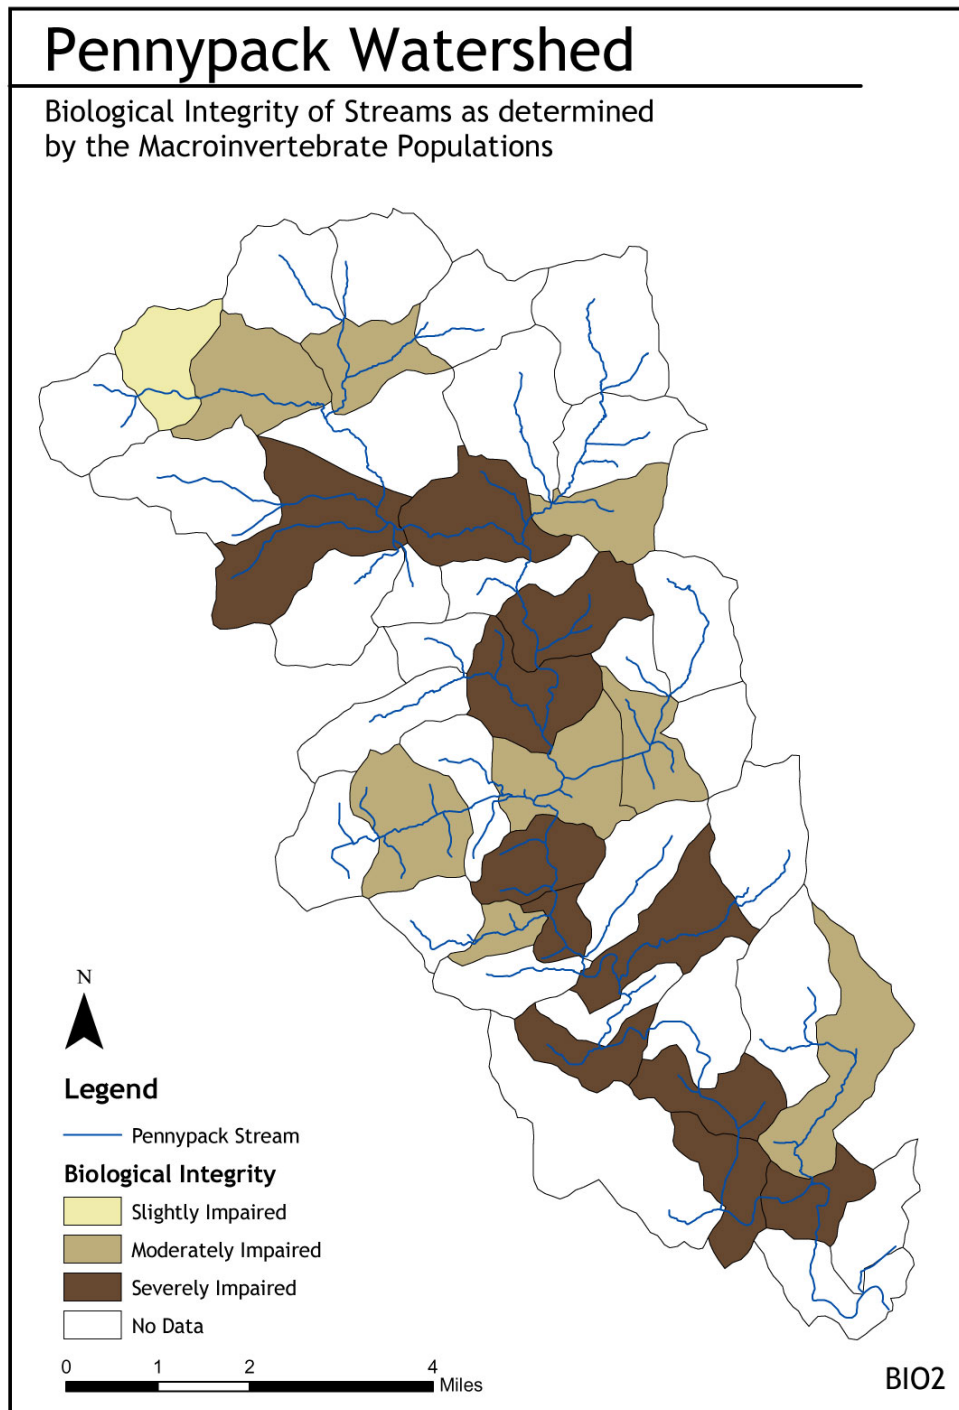 Pennypack Watershed
Biological Integrity of Streams as determined
by the Macroinvertebrate Populations
N
Legend
Pennypack Stream
Biological Integrity
Slightly Impaired
Moderately Impaired
Severely Impaired
No Data
0 1 2 4
Miles
BIO2